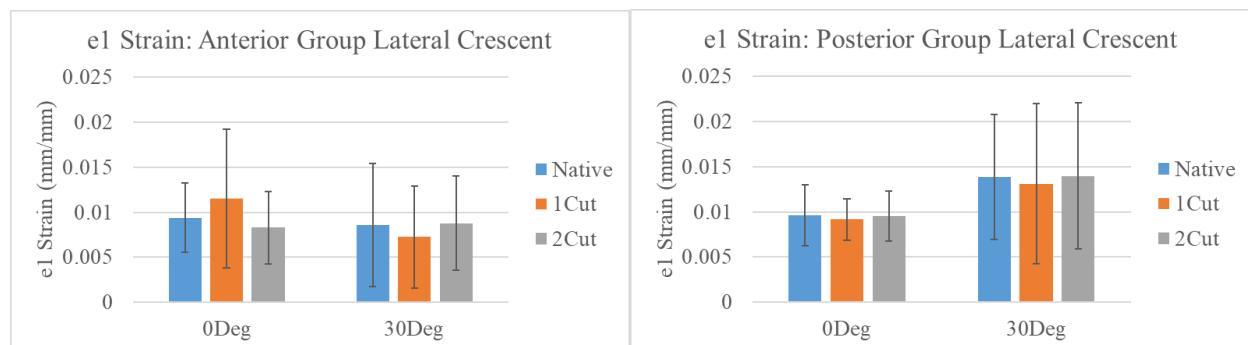 e1 Strain: Anterior Group Lateral Crescent
e1 Strain (mm/mm)
0.025
0.02
0.015
0.01
0.005
0
0Deg
30Deg
Native
1Cut
2Cut
e1 Strain: Posterior Group Lateral Crescent
e1 Strain (mm/mm)
0.025
0.02
0.015
0.01
0.005
0
0Deg
30Deg
Native
1Cut
2Cut